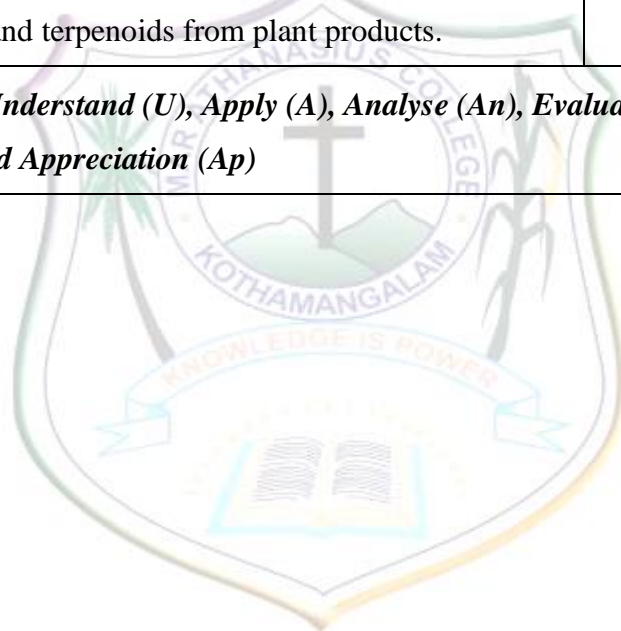 and terpenoids from plant products.
Understand (U), Apply (A), Analyse (An), Evalua
d Appreciation (Ap)
MAR ATHANASIUS COLLEGE
KOTHAMANGALAM
KNOWLEDGE IS POWER